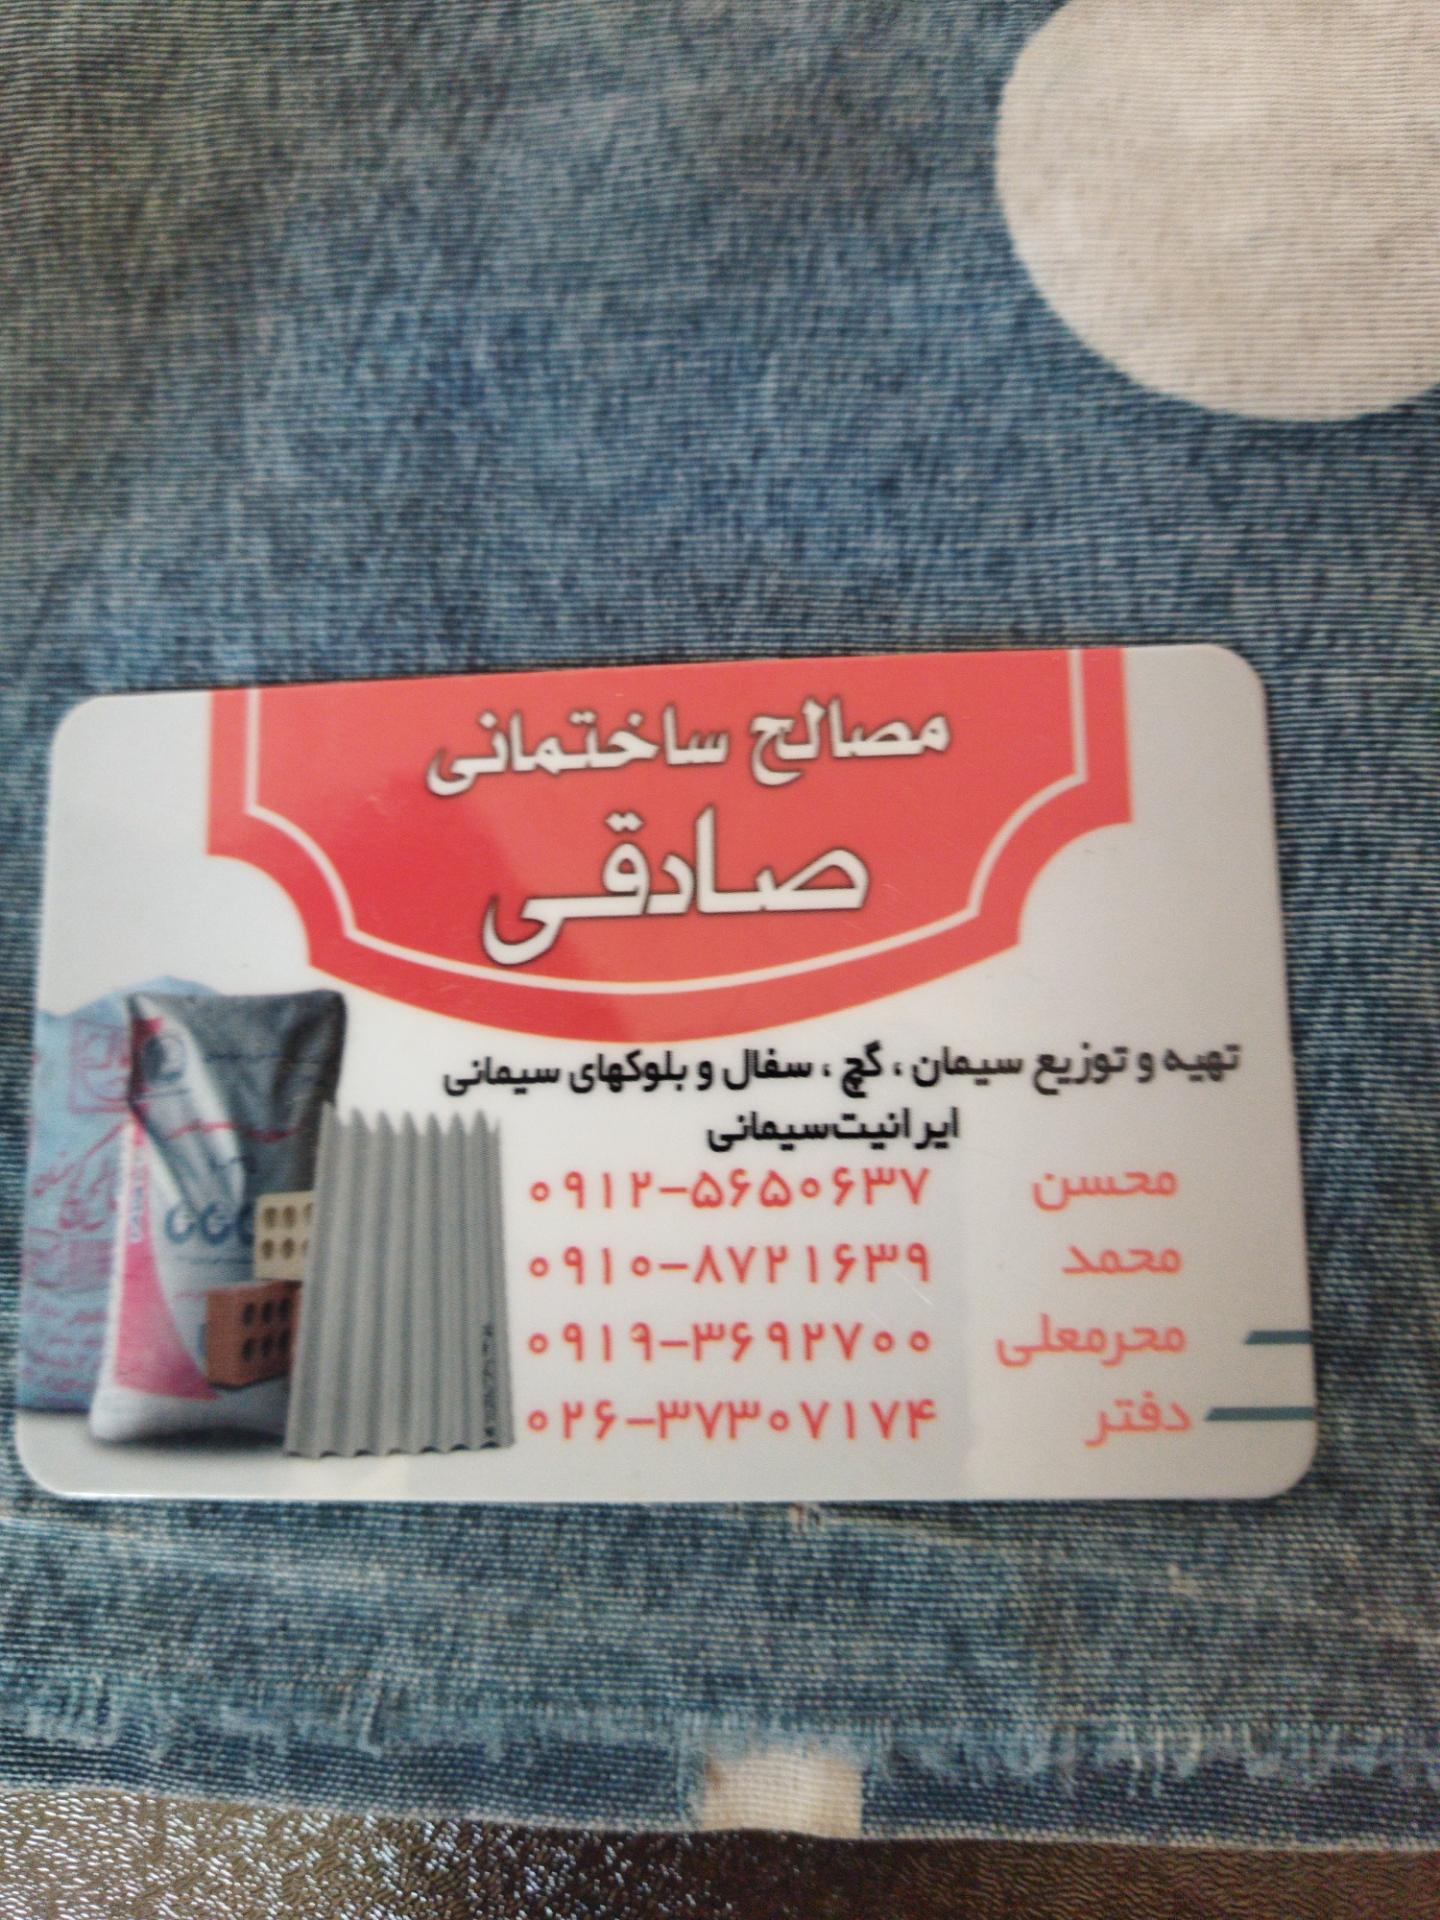 مصالح ساختمانی
صادقی
تهیه و توزیع سیمان ، گچ ، سفال و بلوکهای سیمانی
ایرانیت‌سیمانی
محسن ۰۹۱۲-۵۶۵۰۶۳۷
محمد ۰۹۱۰-۸۷۲۱۶۳۹
محرمعلی ۰۹۱۹-۳۶۹۲۷۰۰
دفتر ۰۲۶-۳۷۳۰۷۱۷۴